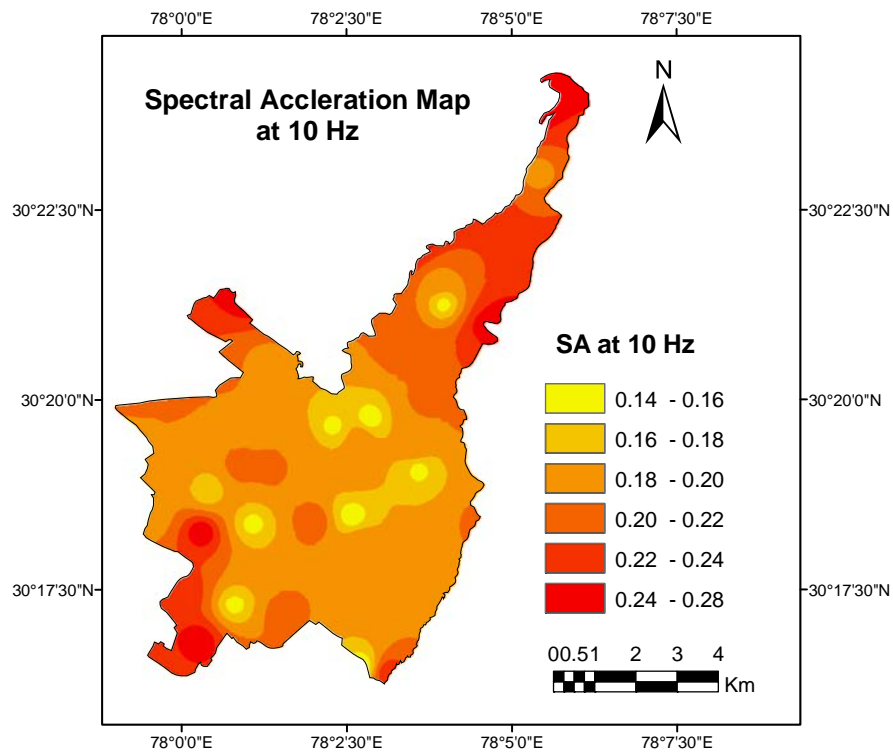 78°0'0"E 78°2'30"E 78°5'0"E 78°7'30"E
Spectral Accleration Map
at 10 Hz
N
30°22'30"N 30°22'30"N
SA at 10 Hz
0.14 - 0.16
30°20'0"N 30°20'0"N
0.16 - 0.18
0.18 - 0.20
0.20 - 0.22
0.22 - 0.24
30°17'30"N 30°17'30"N
0.24 - 0.28
00.51 2 3 4
Km
78°0'0"E 78°2'30"E 78°5'0"E 78°7'30"E